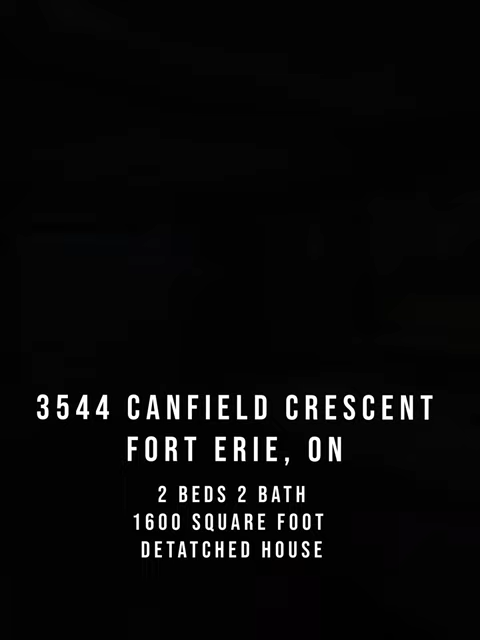 3544 CANFIELD CRESCENT
FORT ERIE, ON
2 BEDS 2 BATH
1600 SQUARE FOOT
DETATCHED HOUSE